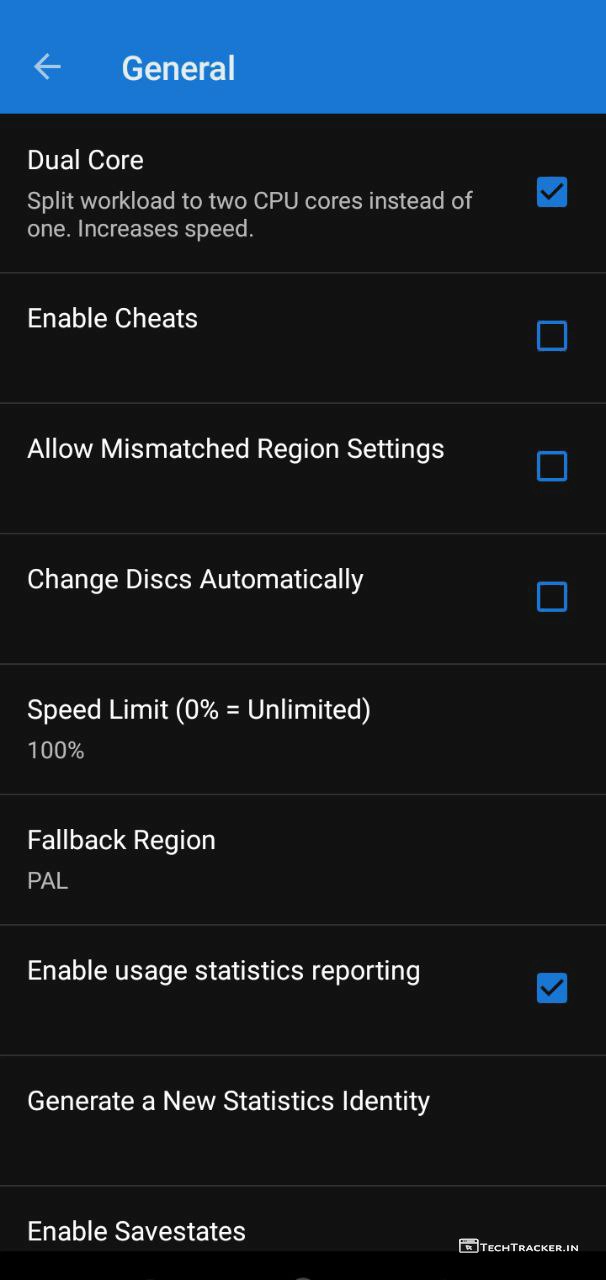 General
Dual Core
Split workload to two CPU cores instead of
one. Increases speed.
Enable Cheats
Allow Mismatched Region Settings
Change Discs Automatically
Speed Limit (0% = Unlimited)
100%
Fallback Region
PAL
Enable usage statistics reporting
Generate a New Statistics Identity
Enable Savestates
TECHTRACKER.IN